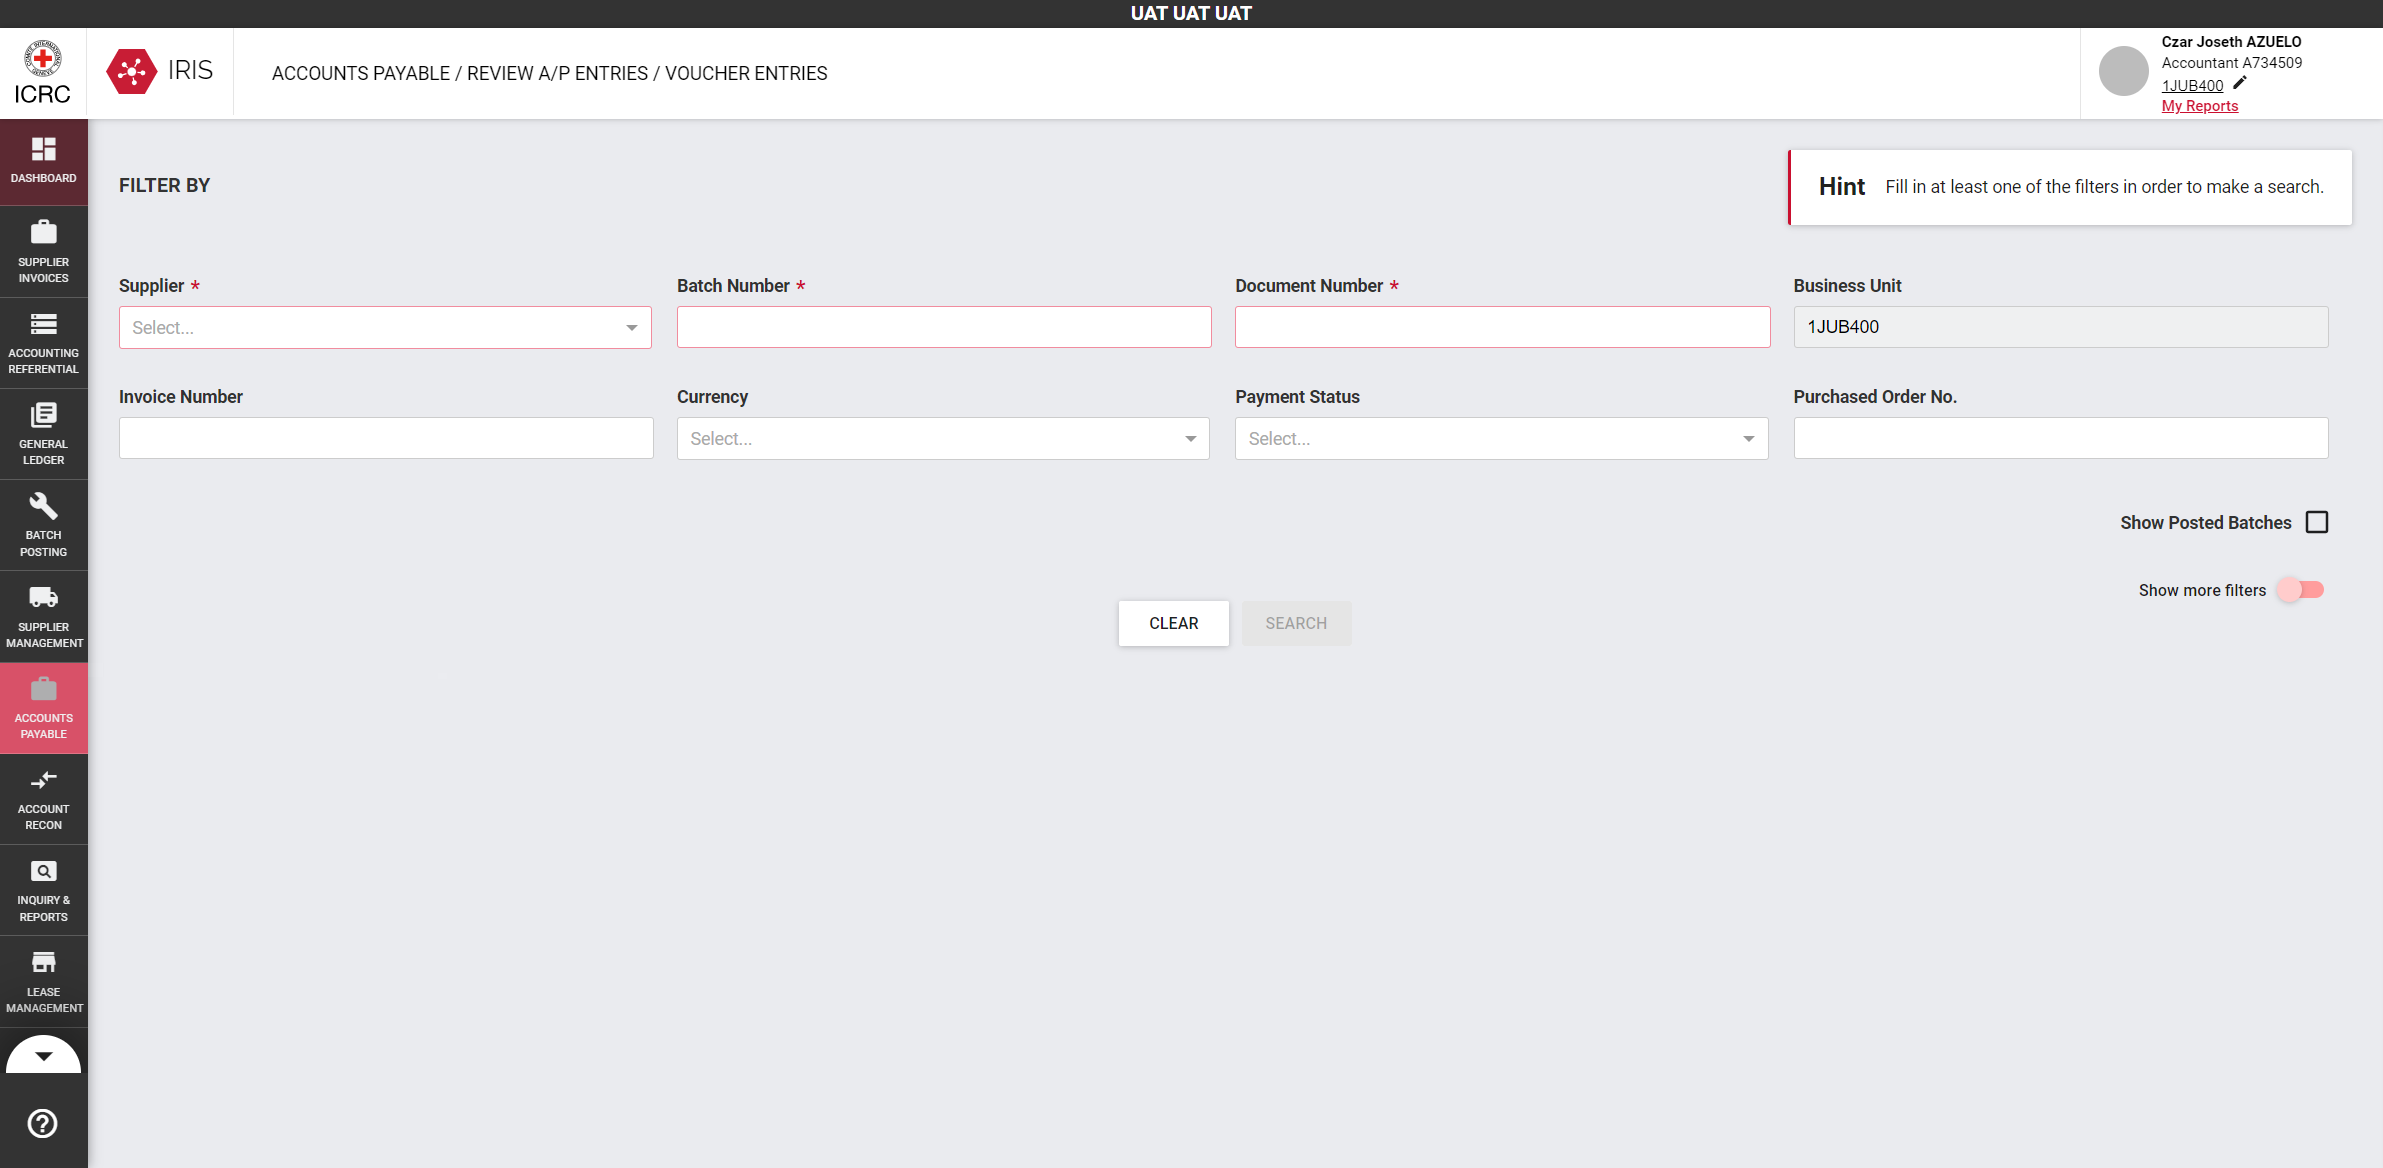 UAT UAT UAT
ICRC
IRIS
ACCOUNTS PAYABLE / REVIEW A/P ENTRIES / VOUCHER ENTRIES
Czar Joseth AZUELO
Accountant A734509
1JUB400
My Reports
DASHBOARD
SUPPLIER
INVOICES
ACCOUNTING
REFERENTIAL
GENERAL
LEDGER
BATCH
POSTING
SUPPLIER
MANAGEMENT
ACCOUNTS
PAYABLE
ACCOUNT
RECON
INQUIRY &
REPORTS
LEASE
MANAGEMENT
FILTER BY
Hint Fill in at least one of the filters in order to make a search.
Supplier *
Select...
Batch Number *
Document Number *
Business Unit
1JUB400
Invoice Number
Currency
Select...
Payment Status
Select...
Purchased Order No.
Show Posted Batches
Show more filters
CLEAR
SEARCH